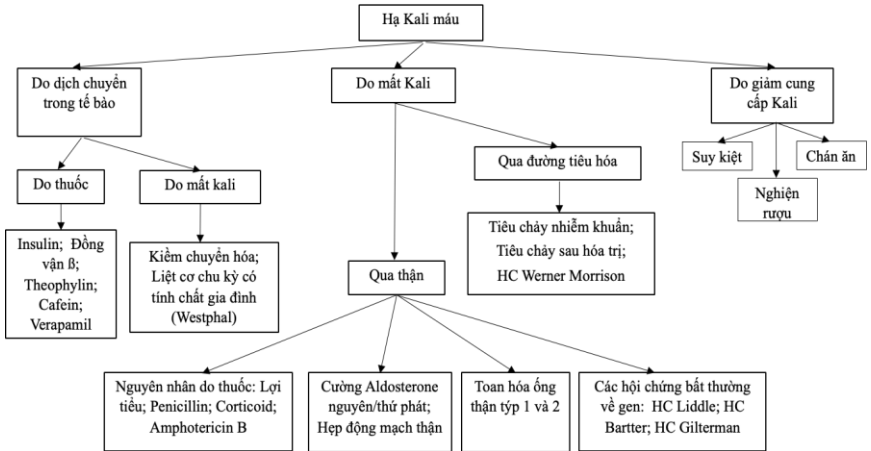 Hạ Kali máu
Do dịch chuyển
trong tế bào
Do mất Kali
Do giảm cung
cấp Kali
Do thuốc
Do mất kali
Qua đường tiêu hóa
Suy kiệt
Chán ăn
Nghiện
rượu
Insulin; Đồng
vận ß;
Theophylin;
Cafein;
Verapamil
Kiềm chuyển hóa;
Liệt cơ chu kỳ có
tính chất gia đình
(Westphal)
Tiêu chảy nhiễm khuẩn;
Tiêu chảy sau hóa trị;
HC Werner Morrison
Qua thận
Nguyên nhân do thuốc: Lợi
tiểu; Penicillin; Corticoid;
Amphotericin B
Cường Aldosterone
nguyên/thứ phát;
Hẹp động mạch thận
Toan hóa ống
thận týp 1 và 2
Các hội chứng bất thường
về gen: HC Liddle; HC
Bartter; HC Gilterman